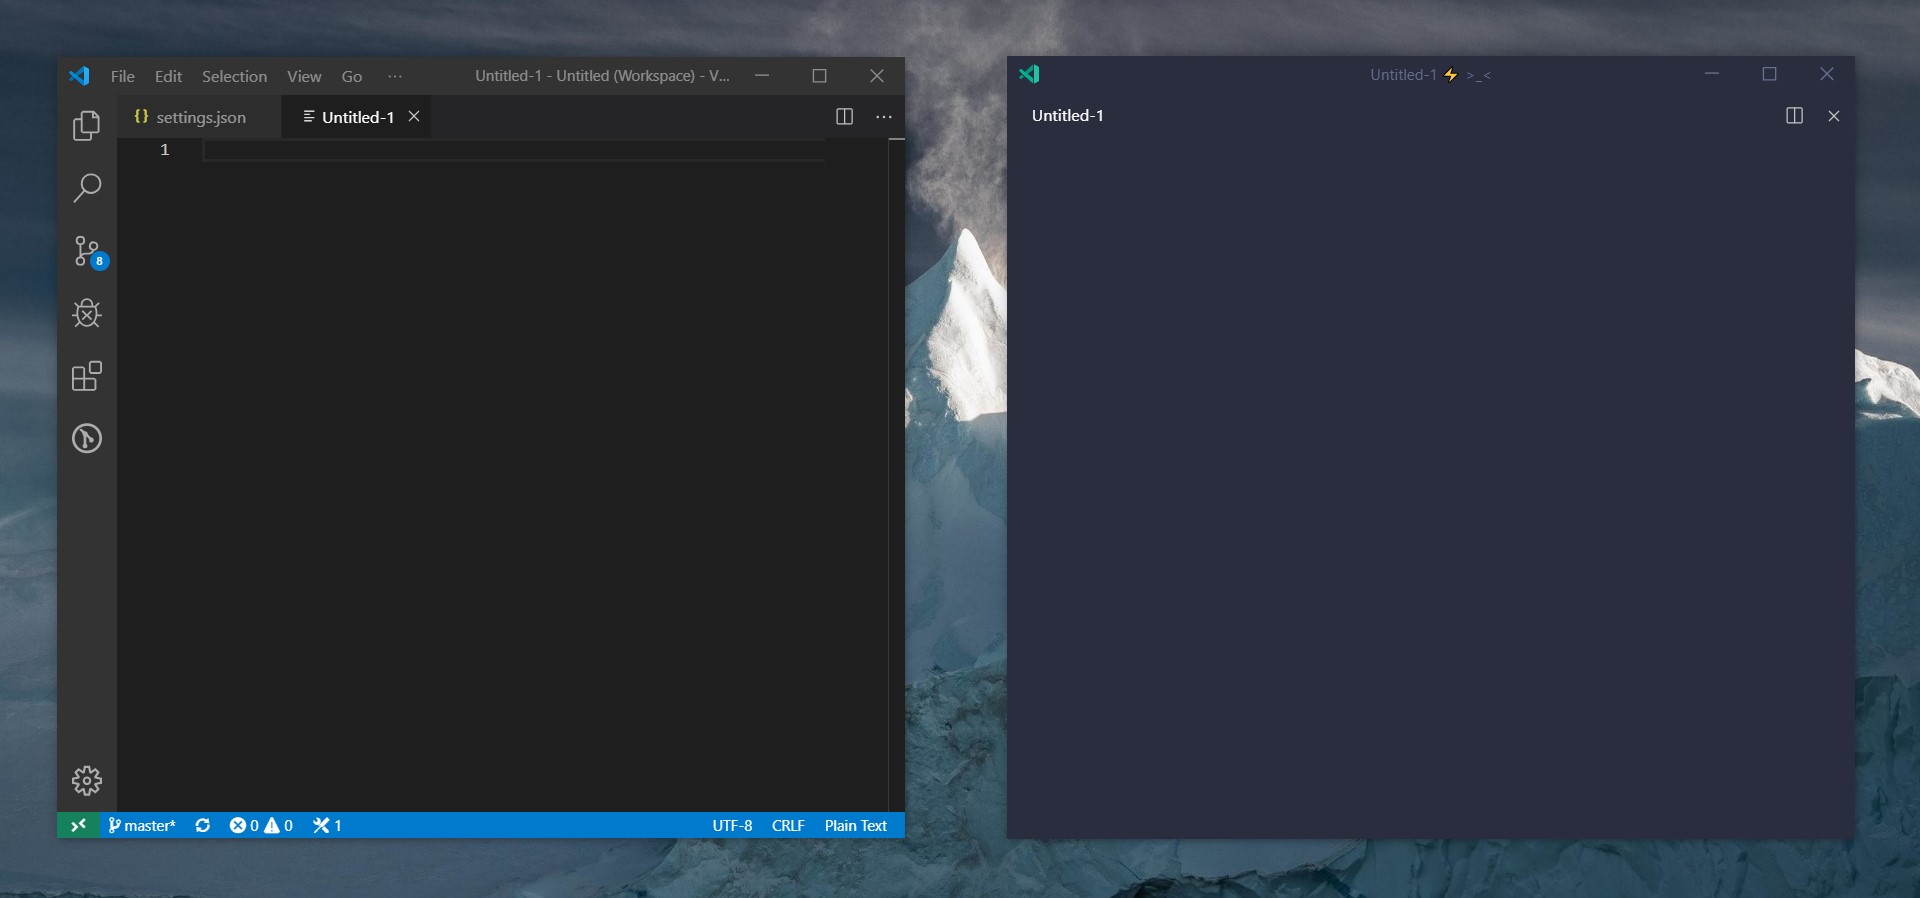 File Edit Selection View Go ··· Untitled-1 - Untitled (Workspace) - V...
{} settings.json Untitled-1
1
8
master* 0 0 1 UTF-8 CRLF Plain Text
Untitled-1 ⚡ >_<
Untitled-1